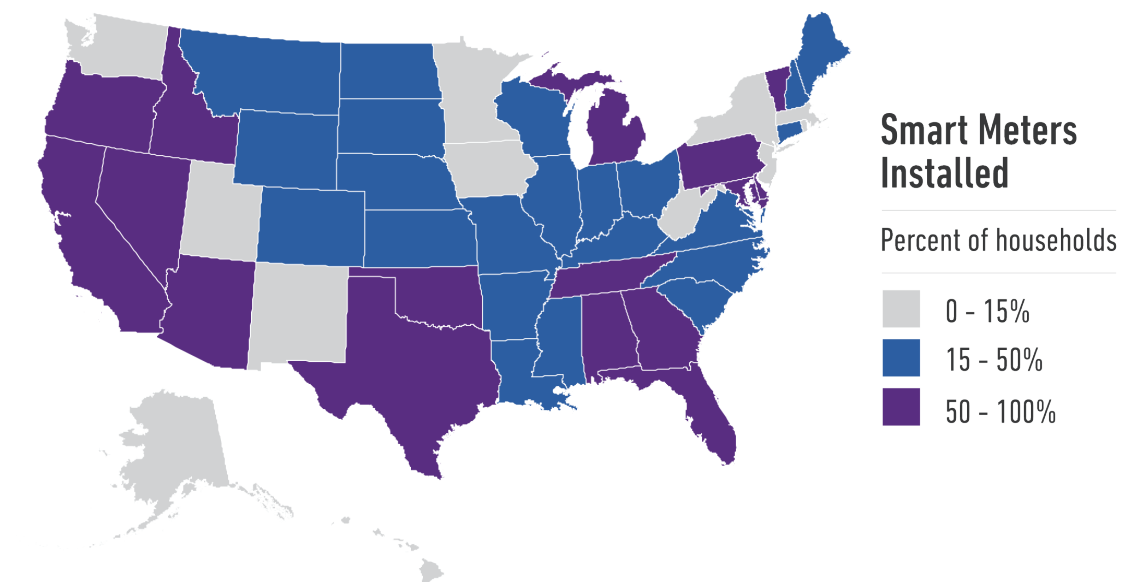 Smart Meters
Installed
Percent of households
0 - 15%
15 - 50%
50 - 100%